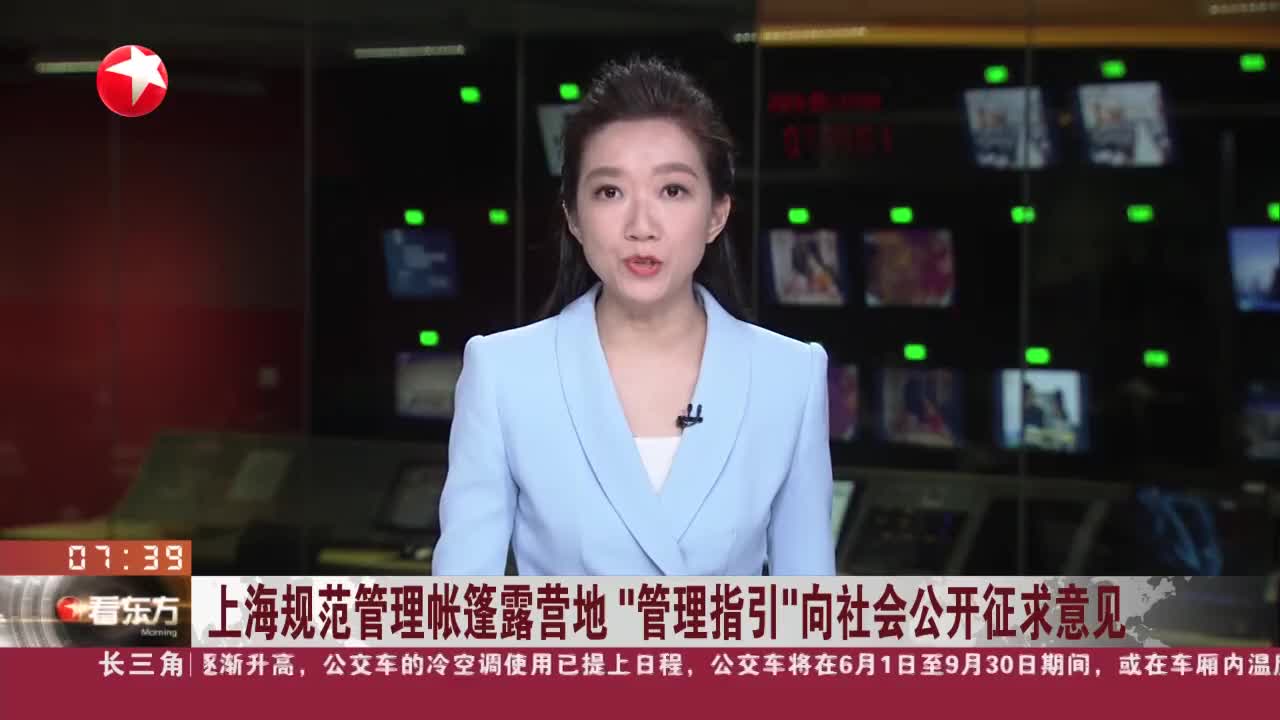 07:39
看东方
Morning
上海规范管理帐篷露营地 "管理指引"向社会公开征求意见
长三角 逐渐升高，公交车的冷空调使用已提上日程，公交车将在6月1日至9月30日期间，或在车厢内温度